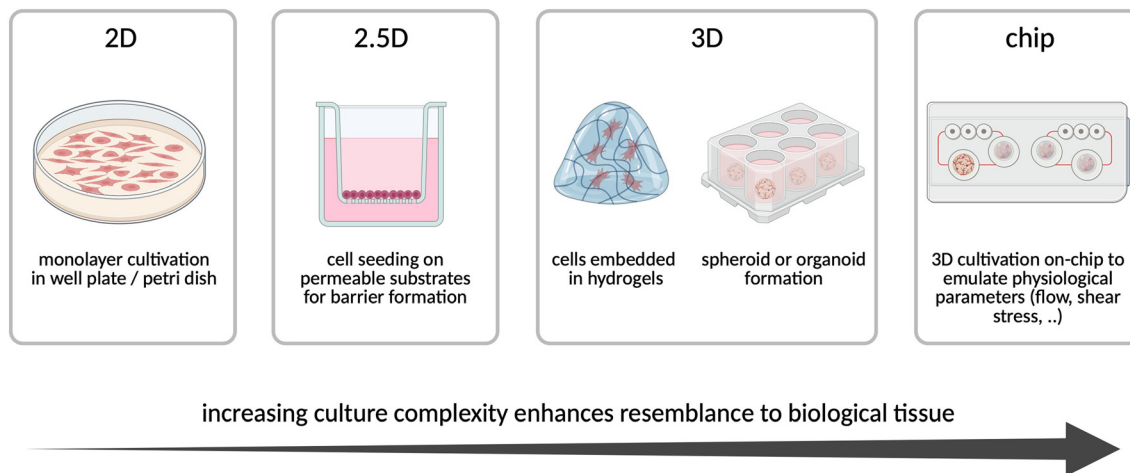 2D
monolayer cultivation
in well plate / petri dish
2.5D
cell seeding on
permeable substrates
for barrier formation
3D
cells embedded
in hydrogels
spheroid or organoid
formation
chip
3D cultivation on-chip to
emulate physiological
parameters (flow, shear
stress, ..)
increasing culture complexity enhances resemblance to biological tissue